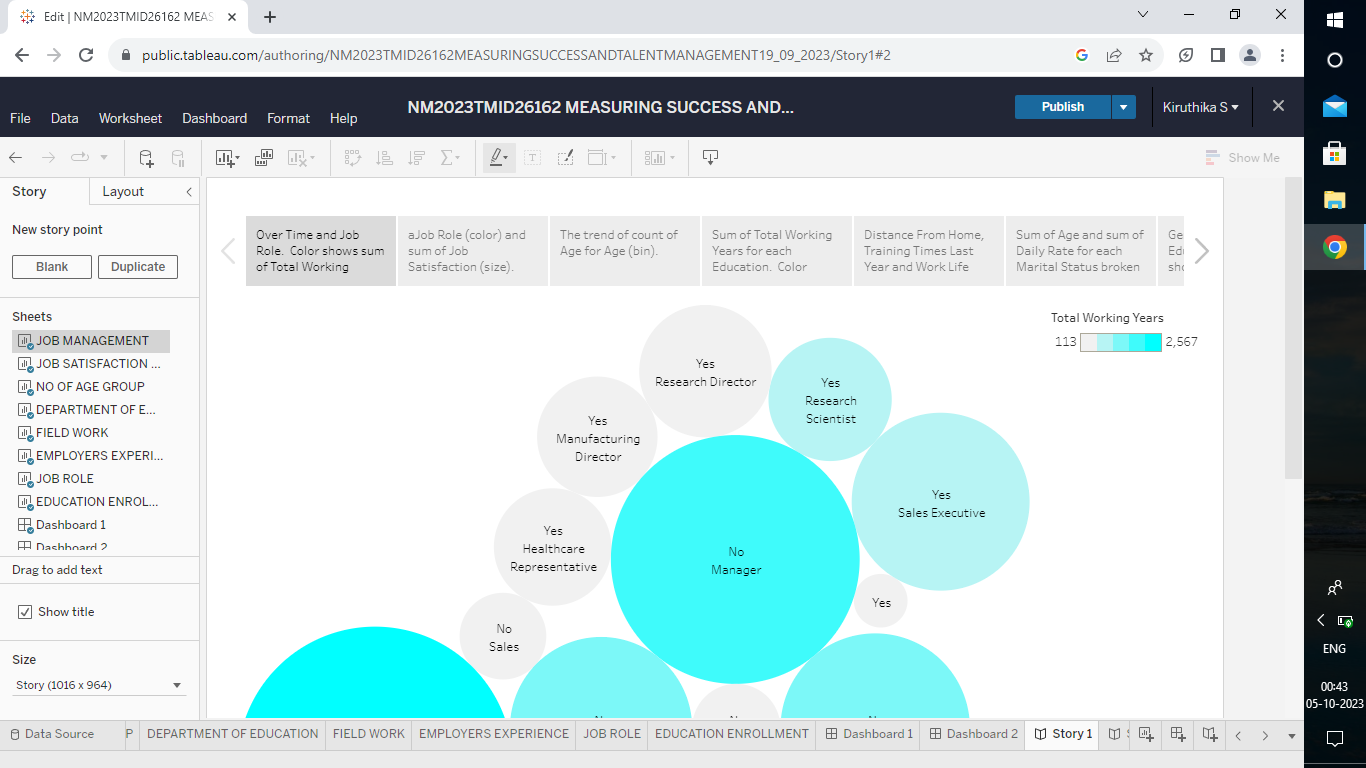 Edit | NM2023TMID26162 MEAS
public.tableau.com/authoring/NM2023TMID26162MEASURINGSUCCESSANDTALENTMANAGEMENT19_09_2023/Story1#2
NM2023TMID26162 MEASURING SUCCESS AND...
Publish
Kiruthika S
File Data Worksheet Dashboard Format Help
Show Me
Story
Layout
New story point
Blank
Duplicate
Sheets
JOB MANAGEMENT
JOB SATISFACTION ...
NO OF AGE GROUP
DEPARTMENT OF E...
FIELD WORK
EMPLOYERS EXPERI...
JOB ROLE
EDUCATION ENROL...
Dashboard 1
Dashboard 2
Drag to add text
Show title
Size
Story (1016 x 964)
Over Time and Job
Role. Color shows sum
of Total Working
aJob Role (color) and
sum of Job
Satisfaction (size).
The trend of count of
Age for Age (bin).
Sum of Total Working
Years for each
Education. Color
Distance From Home,
Training Times Last
Year and Work Life
Sum of Age and sum of
Daily Rate for each
Marital Status broken
Total Working Years
113
2,567
Yes
Research Director
Yes
Research
Scientist
Yes
Manufacturing
Director
Yes
Sales Executive
Yes
Healthcare
Representative
No
Manager
Yes
No
Sales
Data Source
P
DEPARTMENT OF EDUCATION
FIELD WORK
EMPLOYERS EXPERIENCE
JOB ROLE
EDUCATION ENROLLMENT
Dashboard 1
Dashboard 2
Story 1
ENG
00:43
05-10-2023